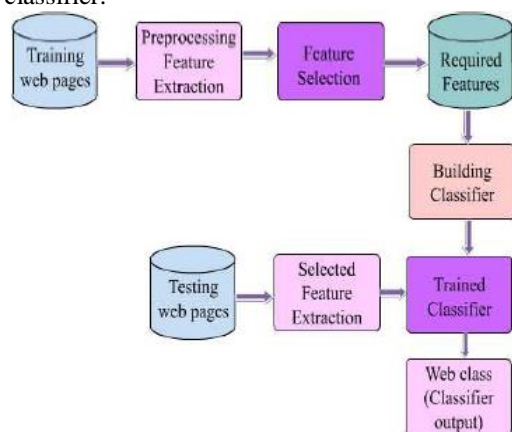 classifier.
Training
web pages
Preprocessing
Feature
Extraction
Feature
Selection
Required
Features
Building
Classifier
Testing
web pages
Selected
Feature
Extraction
Trained
Classifier
Web class
(Classifier
output)